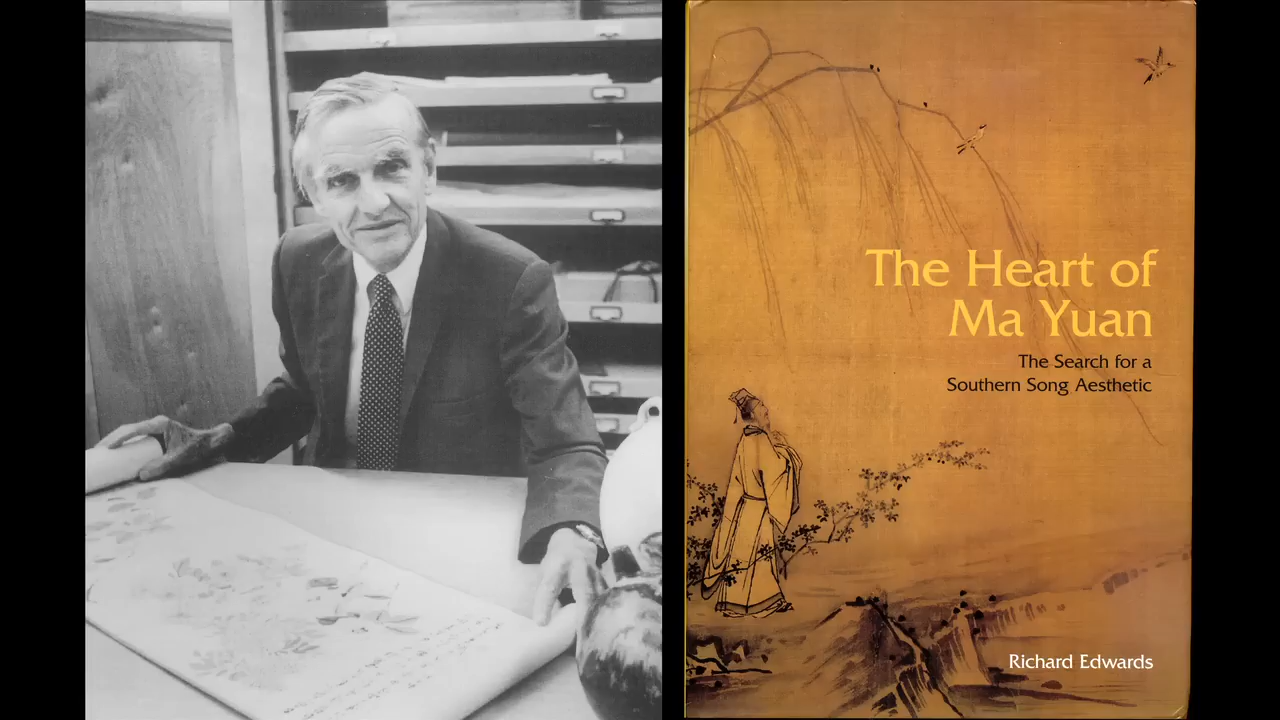 The Heart of
Ma Yuan
The Search for a
Southern Song Aesthetic
Richard Edwards